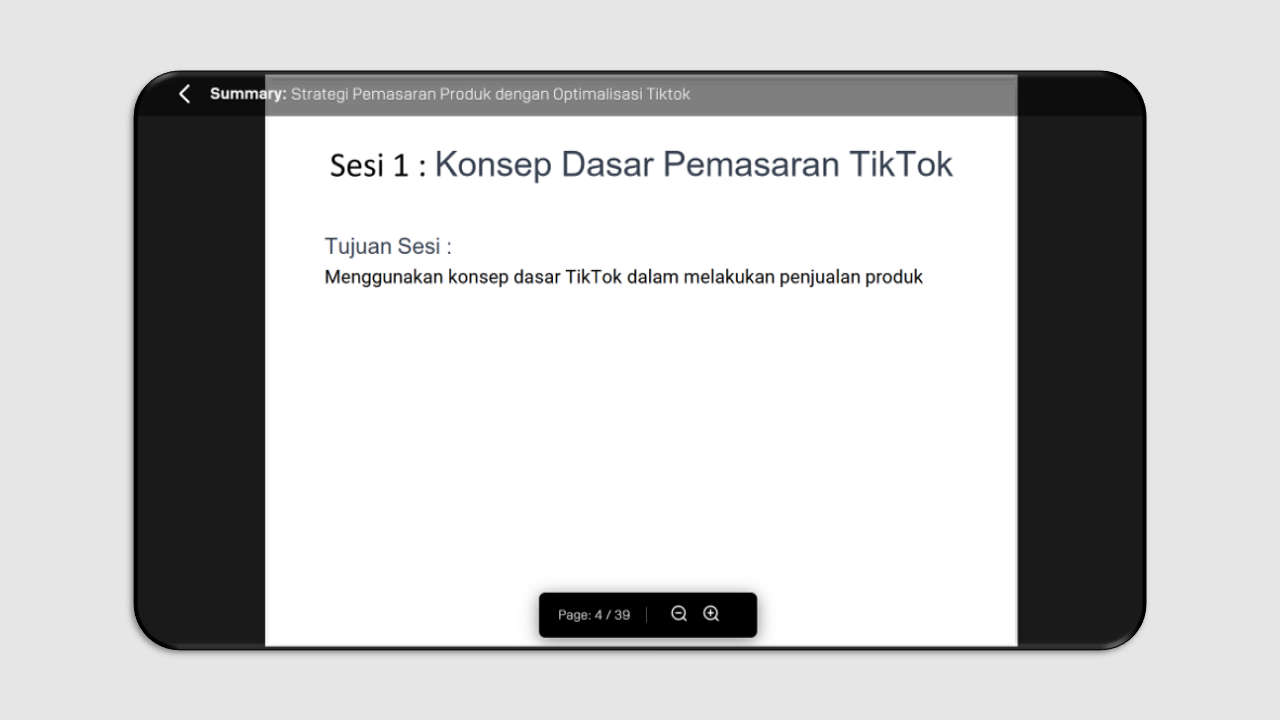 Summary: Strategi Pemasaran Produk dengan Optimalisasi Tiktok
Sesi 1 : Konsep Dasar Pemasaran TikTok
Tujuan Sesi :
Menggunakan konsep dasar TikTok dalam melakukan penjualan produk
Page: 4 / 39